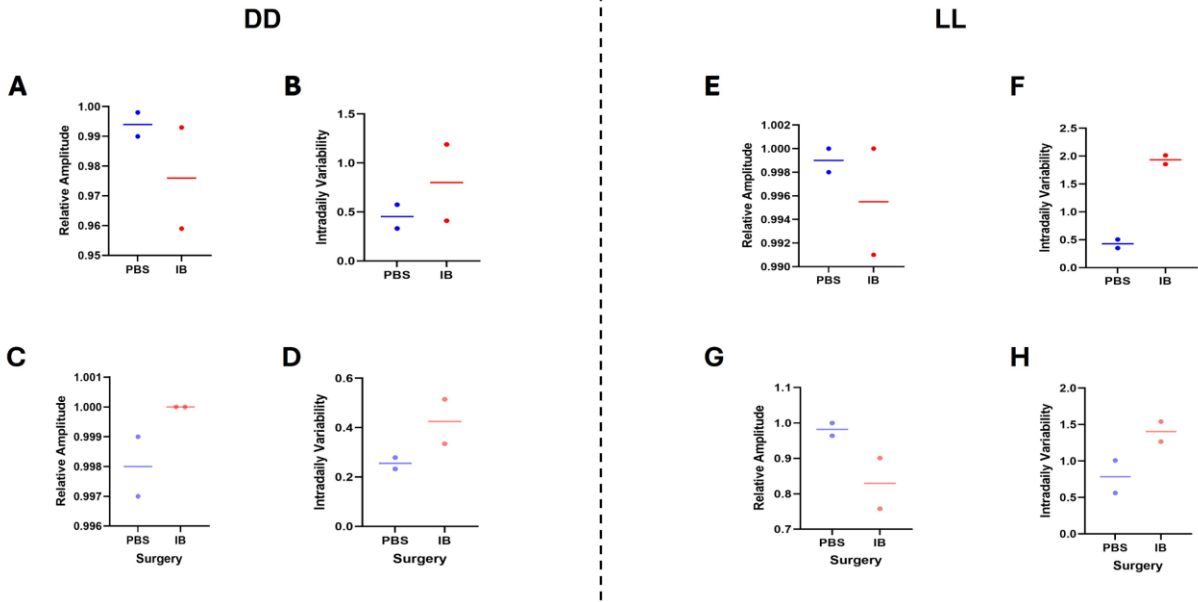 DD
LL
A
Relative Amplitude
1.00
0.99
0.98
0.97
0.96
0.95
PBS IB
B
Intradaily Variability
1.5
1.0
0.5
0.0
PBS IB
E
Relative Amplitude
1.002
1.000
0.998
0.996
0.994
0.992
0.990
PBS IB
F
Intradaily Variability
2.5
2.0
1.5
1.0
0.5
0.0
PBS IB
C
Relative Amplitude
1.001
1.000
0.999
0.998
0.997
0.996
PBS IB
Surgery
D
Intradaily Variability
0.6
0.4
0.2
0.0
PBS IB
Surgery
G
Relative Amplitude
1.1
1.0
0.9
0.8
0.7
PBS IB
Surgery
H
Intradaily Variability
2.0
1.5
1.0
0.5
0.0
PBS IB
Surgery